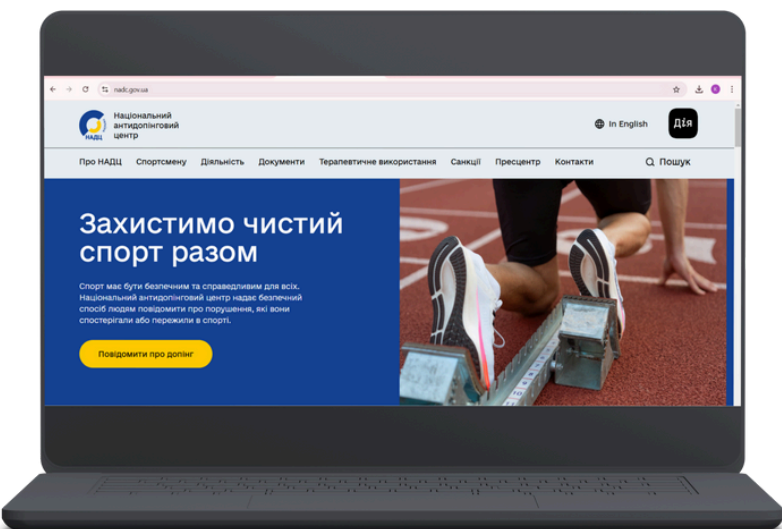 nadc.gov.ua
Національний
антидопінговий
центр
НАДЦ
In English
Дія
Про НАДЦ Спортсмену Діяльність Документи Терапевтичне використання Санкції Пресцентр Контакти Пошук
Захистимо чистий
спорт разом
Спорт має бути безпечним та справедливим для всіх.
Національний антидопінговий центр надає безпечний
спосіб людям повідомити про порушення, які вони
спостерігали або пережили в спорті.
Повідомити про допінг